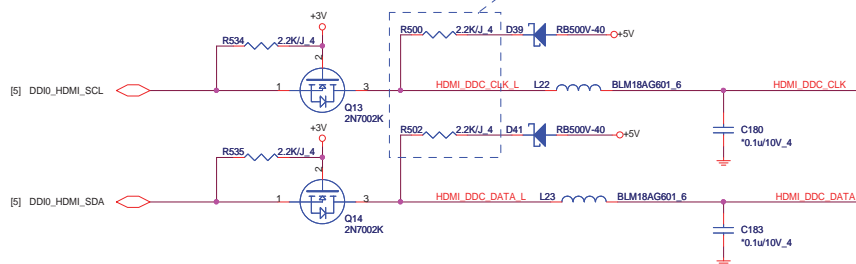 +3V
R534 2.2K/J_4
R500 2.2K/J_4 D39 RB500V-40 +5V
2
[5] DDI0_HDMI_SCL 1 3 HDMI_DDC_CLK_L L22 BLM18AG601_6 HDMI_DDC_CLK
Q13
2N7002K
C180
*0.1u/10V_4
+3V
R535 2.2K/J_4
R502 2.2K/J_4 D41 RB500V-40 +5V
2
[5] DDI0_HDMI_SDA 1 3 HDMI_DDC_DATA_L L23 BLM18AG601_6 HDMI_DDC_DATA
Q14
2N7002K
C183
*0.1u/10V_4